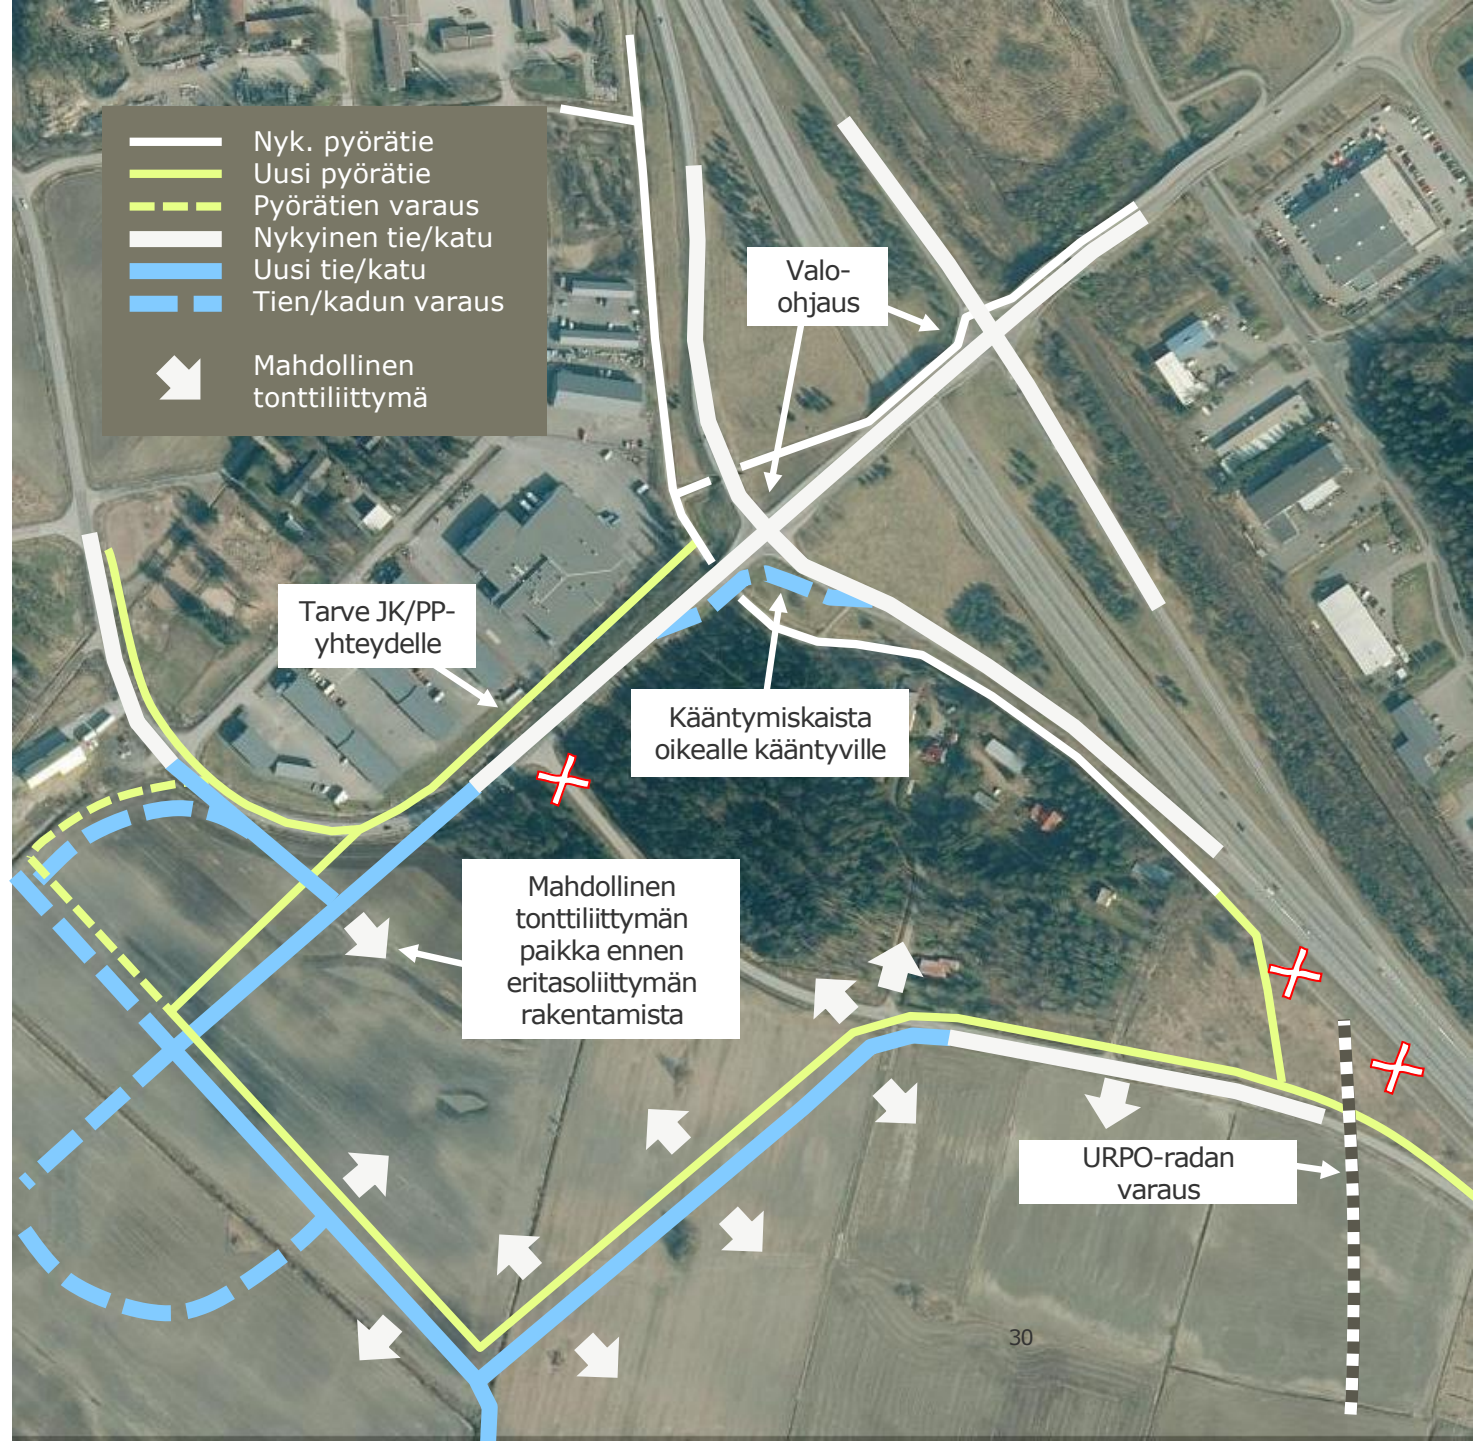 Nyk. pyörätie
Uusi pyörätie
Pyörätien varaus
Nykyinen tie/katu
Uusi tie/katu
Tien/kadun varaus
Mahdollinen
tonttiliittymä
Valo-
ohjaus
Tarve JK/PP-
yhteydelle
Kääntymiskaista
oikealle kääntyville
Mahdollinen
tonttiliittymän
paikka ennen
eritasoliittymän
rakentamista
URPO-radan
varaus
30